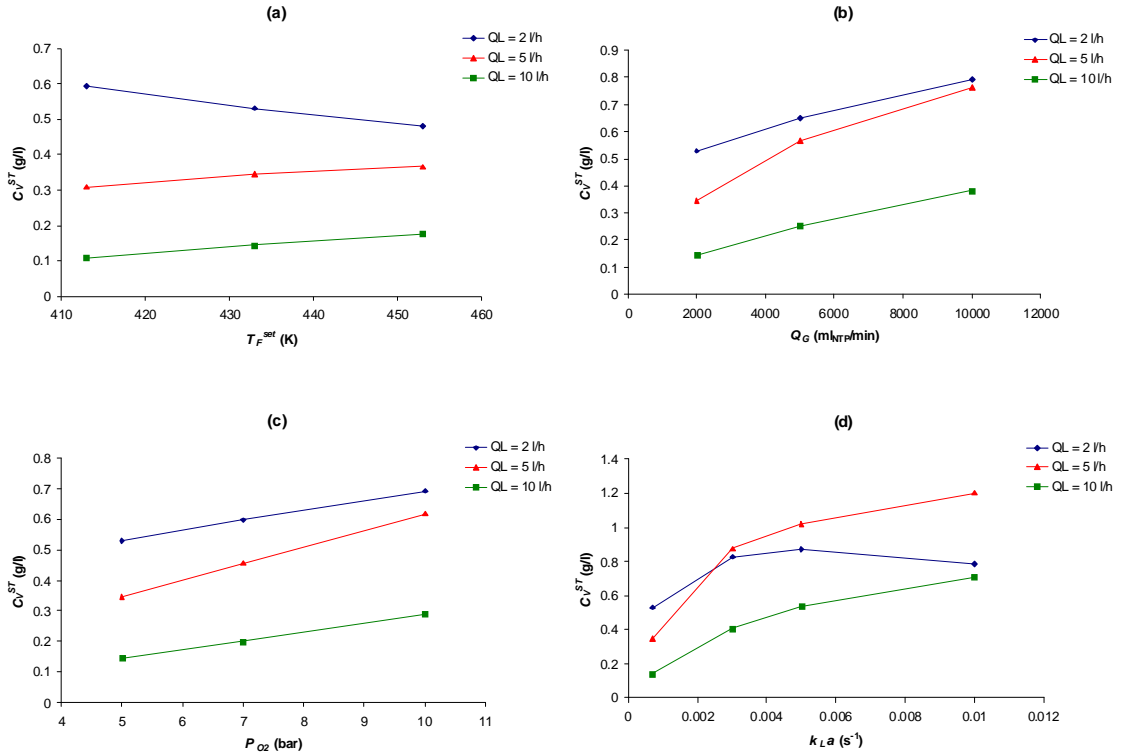 (a)
QL = 2 l/h
QL = 5 l/h
QL = 10 l/h
0.7
0.6
0.5
0.4
0.3
0.2
0.1
0
C_V^ST (g/l)
410 420 430 440 450 460
T_F^set (K)
(b)
QL = 2 l/h
QL = 5 l/h
QL = 10 l/h
0.9
0.8
0.7
0.6
0.5
0.4
0.3
0.2
0.1
0
C_V^ST (g/l)
0 2000 4000 6000 8000 10000 12000
Q_G (ml_NTP/min)
(c)
QL = 2 l/h
QL = 5 l/h
QL = 10 l/h
0.8
0.7
0.6
0.5
0.4
0.3
0.2
0.1
0
C_V^ST (g/l)
4 5 6 7 8 9 10 11
P_O2 (bar)
(d)
QL = 2 l/h
QL = 5 l/h
QL = 10 l/h
1.4
1.2
1
0.8
0.6
0.4
0.2
0
C_V^ST (g/l)
0 0.002 0.004 0.006 0.008 0.01 0.012
k_L a (s^-1)